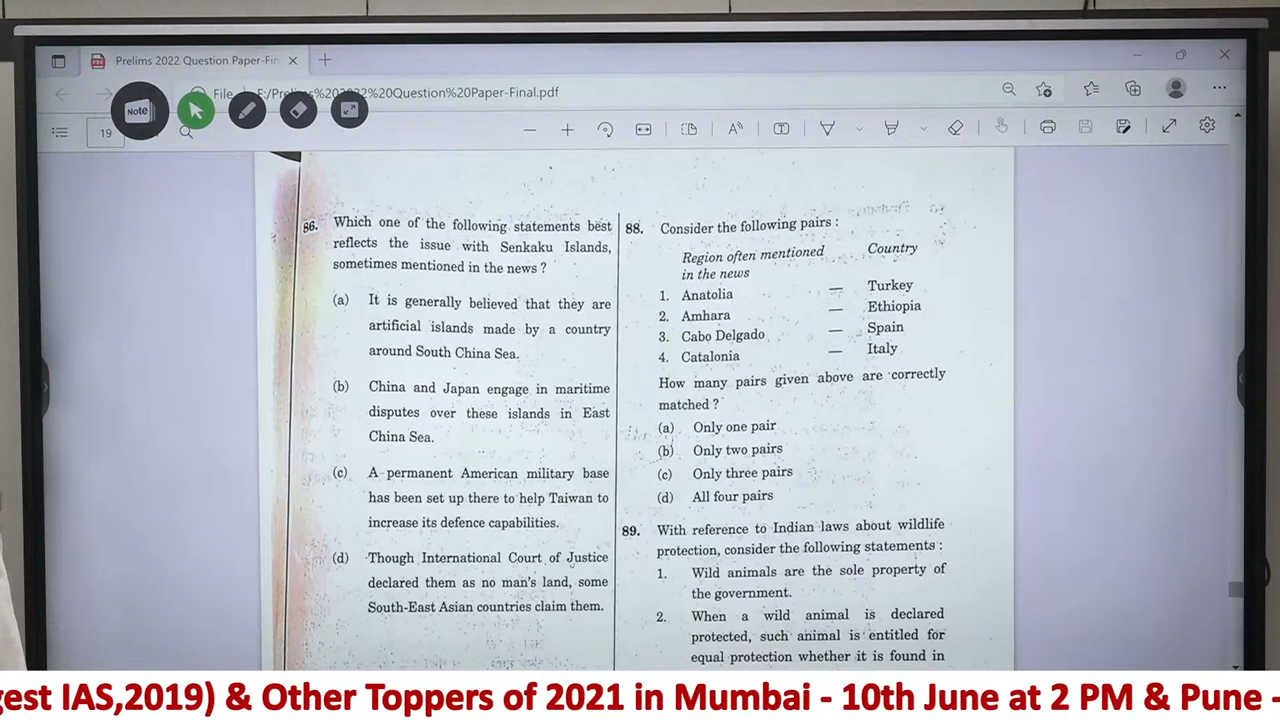 Prelims 2022 Question Paper-Fin
File
F:/Prelims%202022%20Question%20Paper-Final.pdf
Note
19
86. Which one of the following statements best
reflects the issue with Senkaku Islands,
sometimes mentioned in the news ?
(a) It is generally believed that they are
artificial islands made by a country
around South China Sea.
(b) China and Japan engage in maritime
disputes over these islands in East
China Sea.
(c) A permanent American military base
has been set up there to help Taiwan to
increase its defence capabilities.
(d) Though International Court of Justice
declared them as no man's land, some
South-East Asian countries claim them.
88. Consider the following pairs :
Region often mentioned Country
in the news
1. Anatolia — Turkey
2. Amhara — Ethiopia
3. Cabo Delgado — Spain
4. Catalonia — Italy
How many pairs given above are correctly
matched ?
(a) Only one pair
(b) Only two pairs
(c) Only three pairs
(d) All four pairs
89. With reference to Indian laws about wildlife
protection, consider the following statements :
1. Wild animals are the sole property of
the government.
2. When a wild animal is declared
protected, such animal is entitled for
equal protection whether it is found in
gest IAS,2019) & Other Toppers of 2021 in Mumbai - 10th June at 2 PM & Pune -